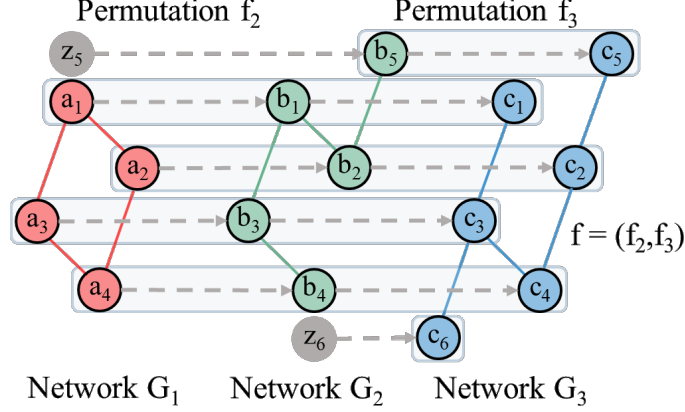 Permutation f₂ Permutation f₃
z₅ b₅ c₅
a₁ b₁ c₁
a₂ b₂ c₂
a₃ b₃ c₃
f = (f₂,f₃)
a₄ b₄ c₄
z₆ c₆
Network G₁ Network G₂ Network G₃